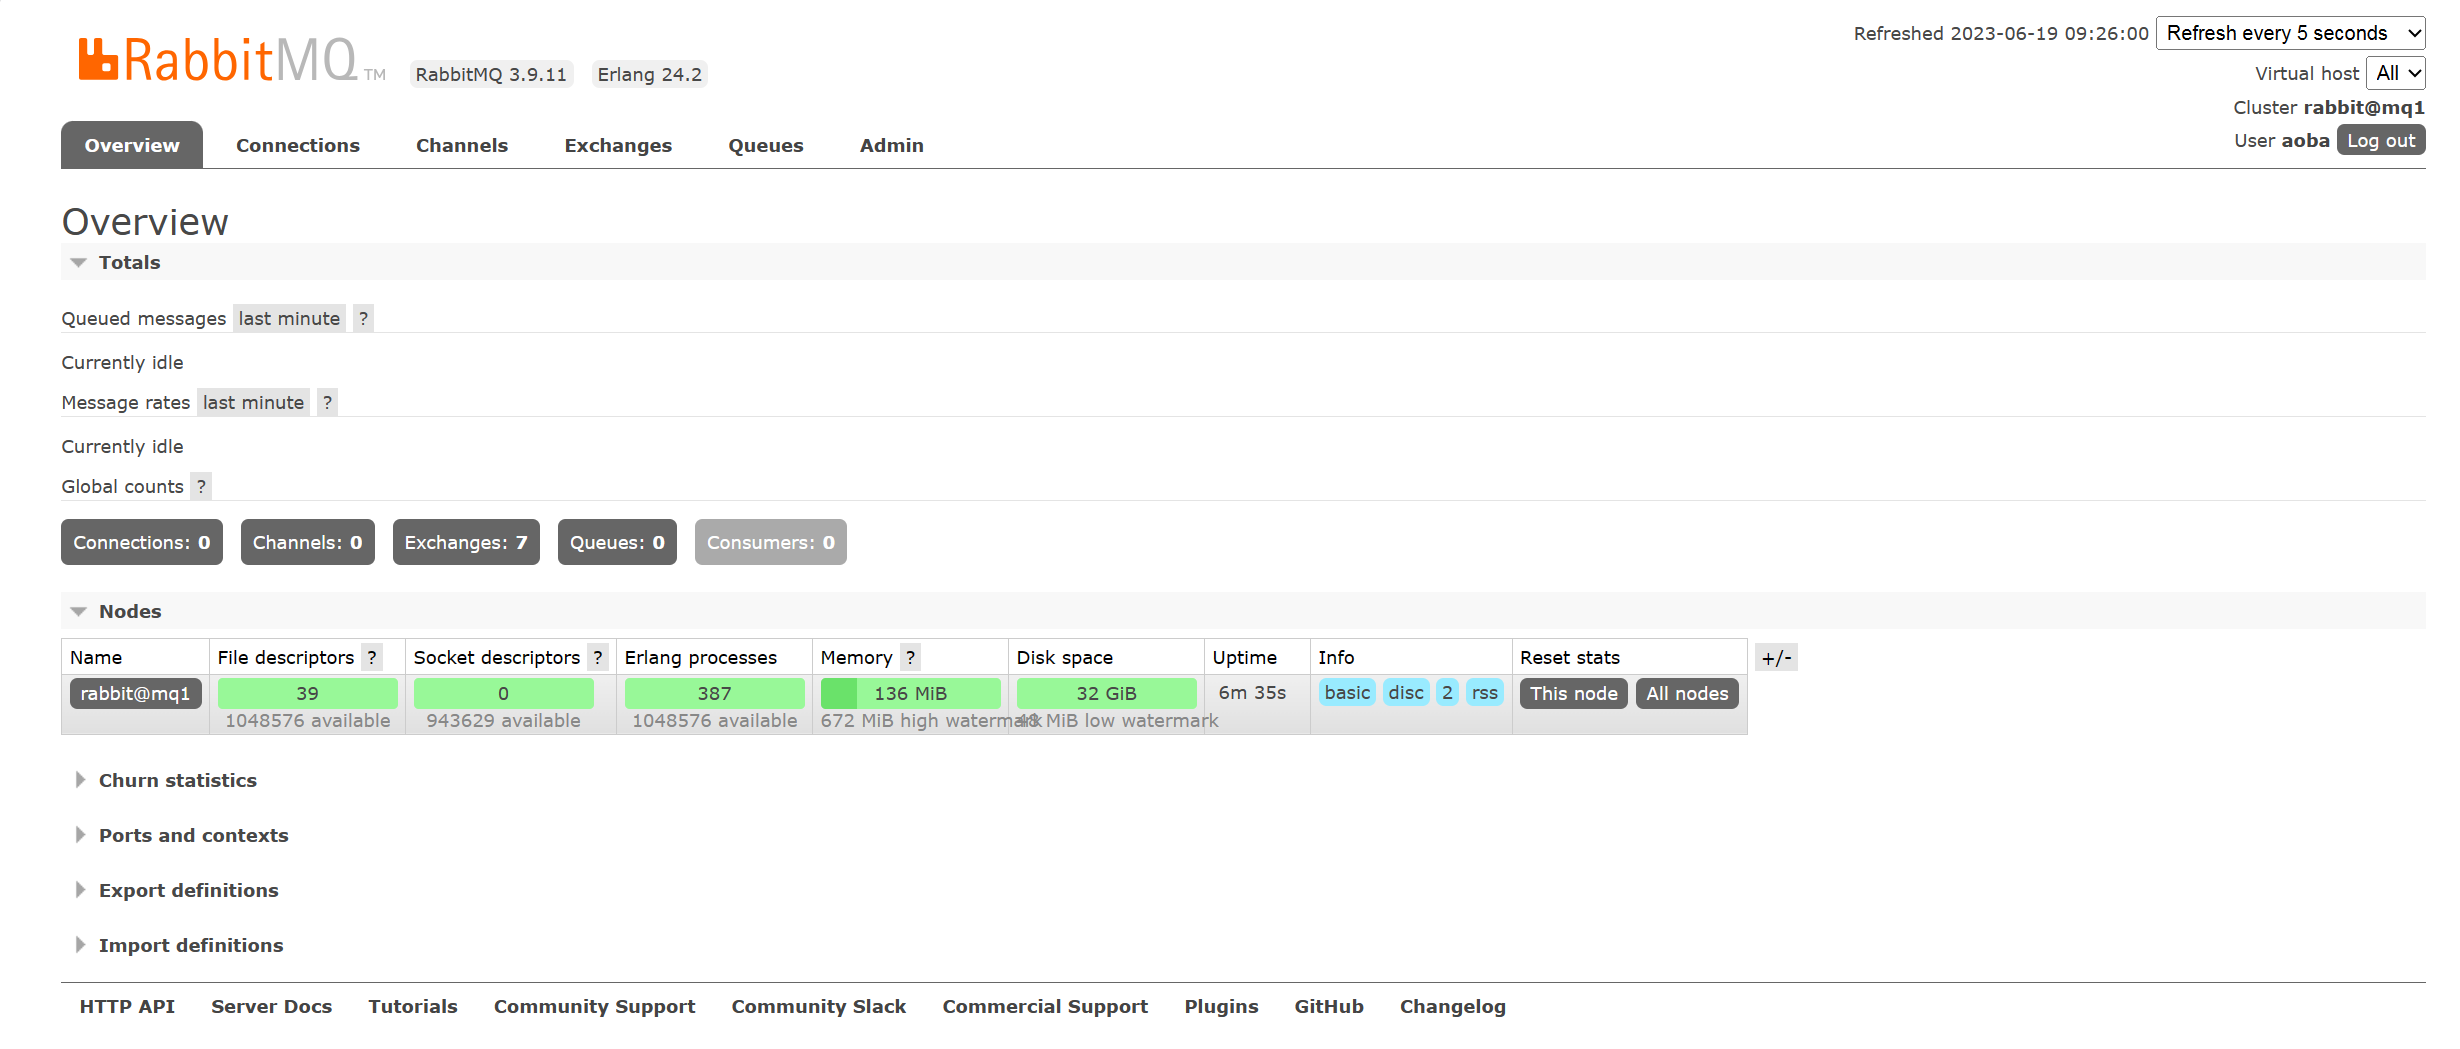 Refreshed 2023-06-19 09:26:00 Refresh every 5 seconds
RabbitMQ TM RabbitMQ 3.9.11 Erlang 24.2
Virtual host All
Cluster rabbit@mq1
User aoba Log out
Overview Connections Channels Exchanges Queues Admin
Overview
Totals
Queued messages last minute ?
Currently idle
Message rates last minute ?
Currently idle
Global counts ?
Connections: 0 Channels: 0 Exchanges: 7 Queues: 0 Consumers: 0
Nodes
Name File descriptors ? Socket descriptors ? Erlang processes Memory ? Disk space Uptime Info Reset stats +/-
rabbit@mq1 39 0 387 136 MiB 32 GiB 6m 35s basic disc 2 rss This node All nodes
1048576 available 943629 available 1048576 available 672 MiB high watermark 48 MiB low watermark
Churn statistics
Ports and contexts
Export definitions
Import definitions
HTTP API Server Docs Tutorials Community Support Community Slack Commercial Support Plugins GitHub Changelog